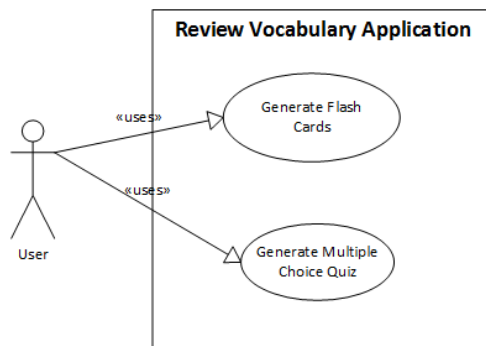 Review Vocabulary Application
Generate Flash
Cards
«uses»
«uses»
User
Generate Multiple
Choice Quiz